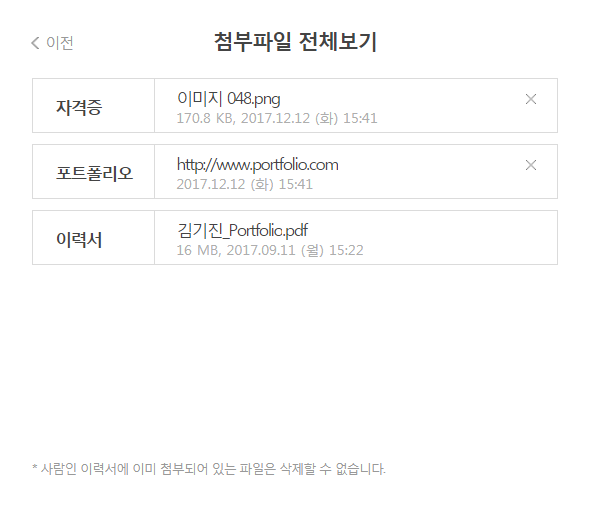 이전
첨부파일 전체보기
자격증
이미지 048.png
170.8 KB, 2017.12.12 (화) 15:41
포트폴리오
http://www.portfolio.com
2017.12.12 (화) 15:41
이력서
김기진_Portfolio.pdf
16 MB, 2017.09.11 (월) 15:22
* 사람인 이력서에 이미 첨부되어 있는 파일은 삭제할 수 없습니다.